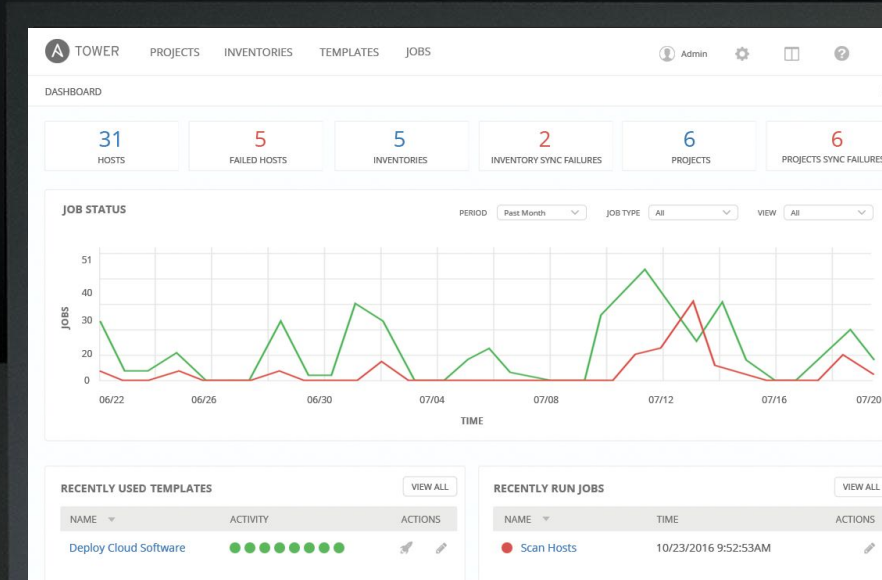 A TOWER PROJECTS INVENTORIES TEMPLATES JOBS Admin ?
DASHBOARD
31 5 5 2 6 6
HOSTS FAILED HOSTS INVENTORIES INVENTORY SYNC FAILURES PROJECTS PROJECTS SYNC FAILURES
JOB STATUS
PERIOD Past Month JOB TYPE All VIEW All
51
40
30
20
0
JOBS
06/22 06/26 06/30 07/04 07/08 07/12 07/16 07/20
TIME
RECENTLY USED TEMPLATES VIEW ALL
NAME ACTIVITY ACTIONS
Deploy Cloud Software
RECENTLY RUN JOBS VIEW ALL
NAME TIME ACTIONS
Scan Hosts 10/23/2016 9:52:53AM